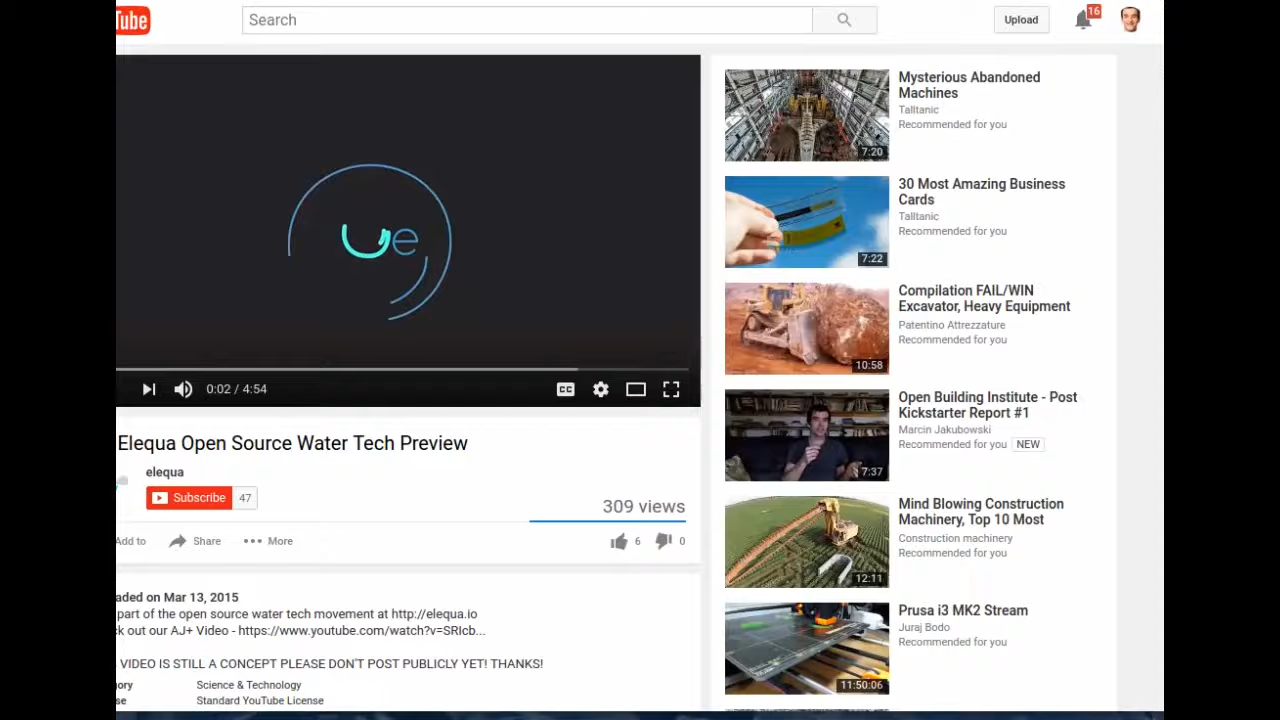 Tube
Search
Upload
16
e
0:02 / 4:54
CC
Elequa Open Source Water Tech Preview
elequa
Subscribe 47
309 views
Add to Share More
6 0
aded on Mar 13, 2015
part of the open source water tech movement at http://elequa.io
ck out our AJ+ Video - https://www.youtube.com/watch?v=SRIcb...
VIDEO IS STILL A CONCEPT PLEASE DON'T POST PUBLICLY YET! THANKS!
ory Science & Technology
se Standard YouTube License
Mysterious Abandoned
Machines
Talltanic
Recommended for you
7:20
30 Most Amazing Business
Cards
Talltanic
Recommended for you
7:22
Compilation FAIL/WIN
Excavator, Heavy Equipment
Patentino Attrezzature
Recommended for you
10:58
Open Building Institute - Post
Kickstarter Report #1
Marcin Jakubowski
Recommended for you NEW
7:37
Mind Blowing Construction
Machinery, Top 10 Most
Construction machinery
Recommended for you
12:11
Prusa i3 MK2 Stream
Juraj Bodo
Recommended for you
11:50:06